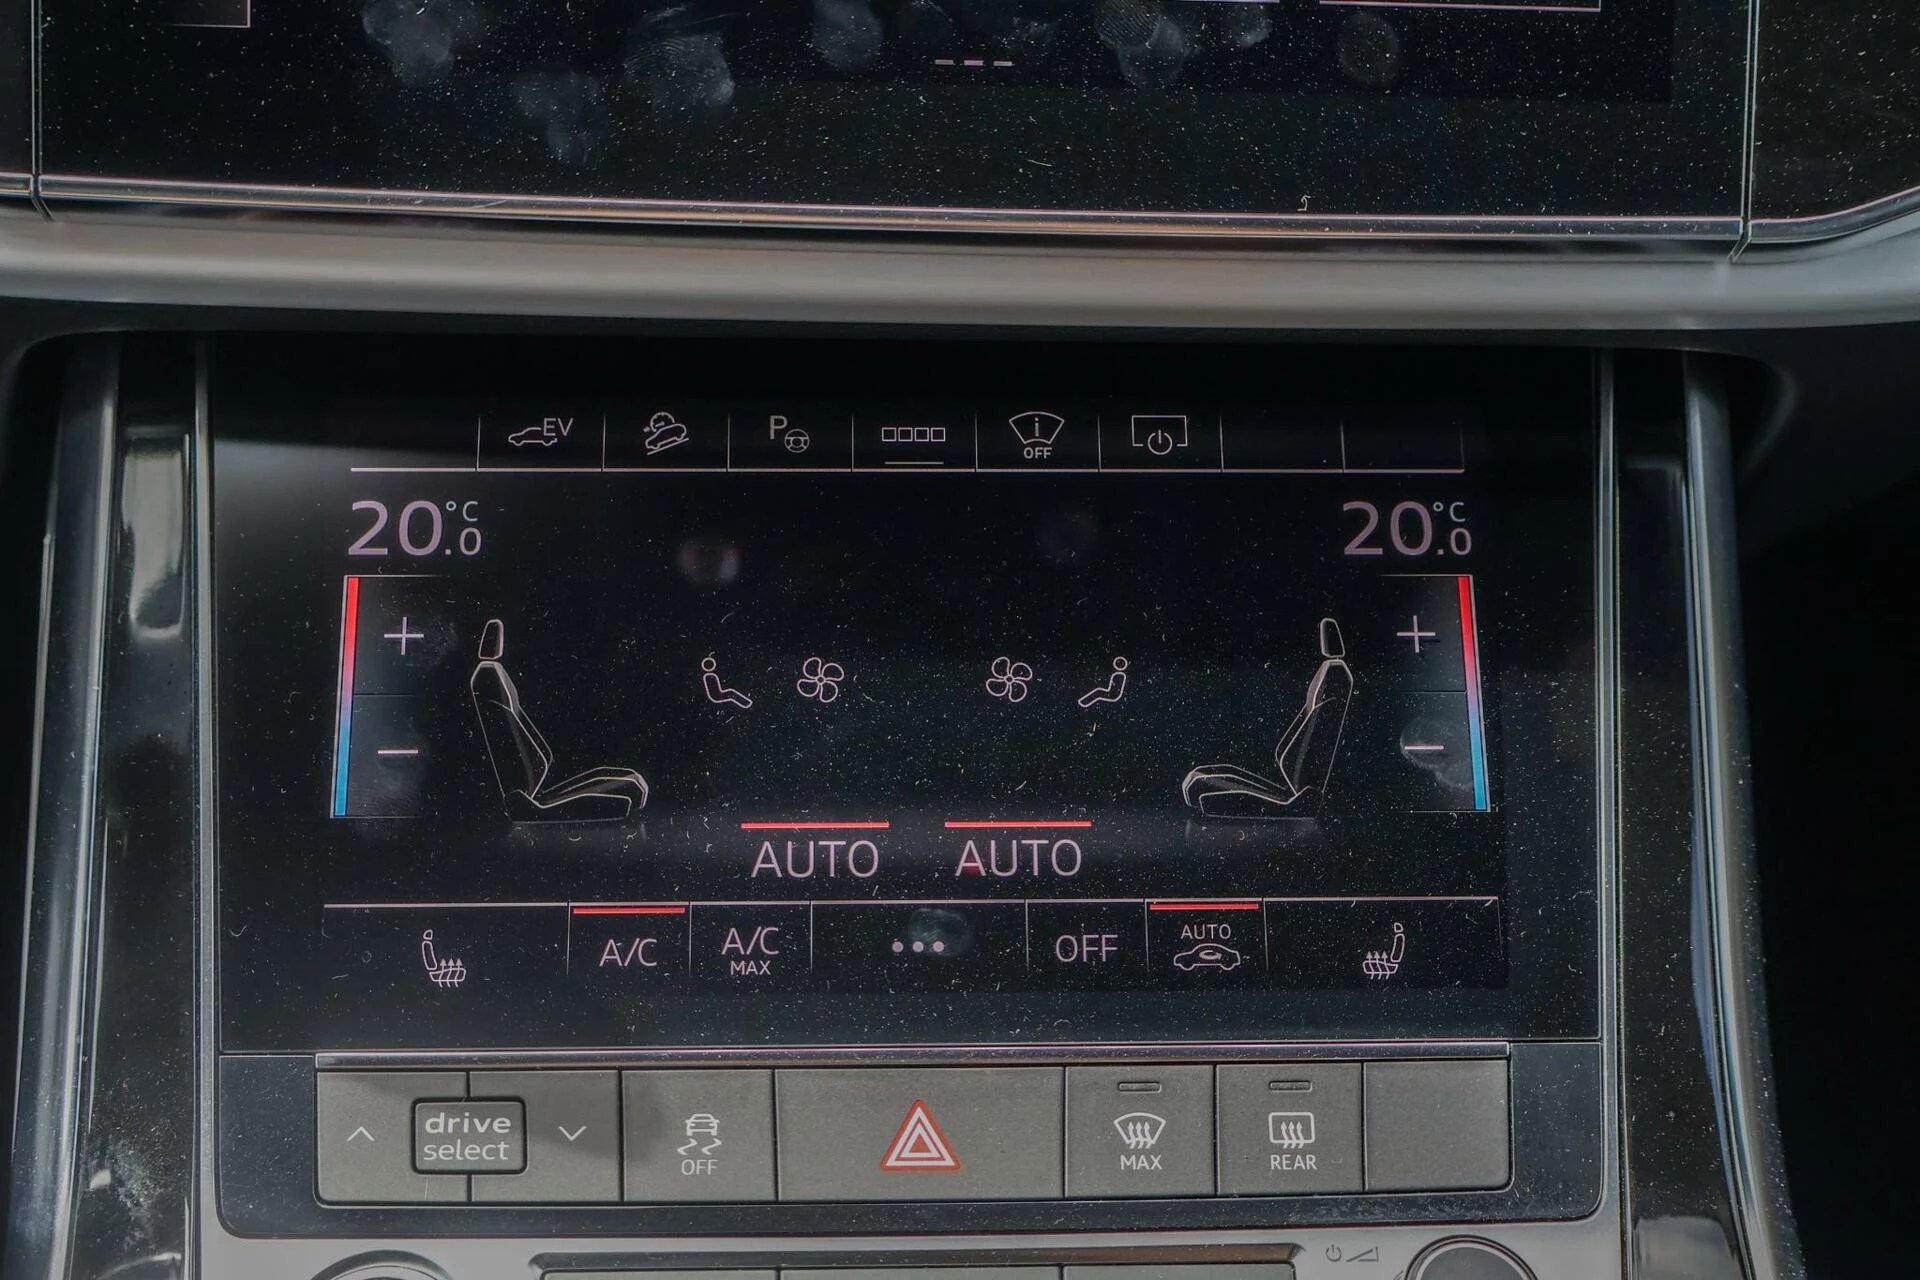 EV
P
i
OFF
20.0 °C
20.0 °C
AUTO
AUTO
A/C
A/C
MAX
OFF
AUTO
drive
select
OFF
MAX
REAR